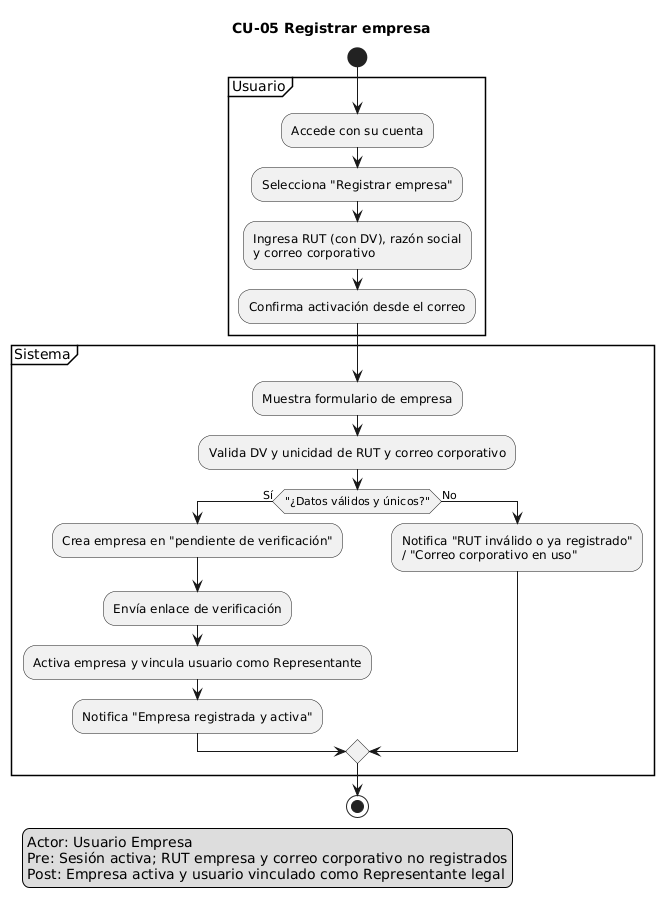 CU-05 Registrar empresa
Usuario
Accede con su cuenta
Selecciona "Registrar empresa"
Ingresa RUT (con DV), razón social
y correo corporativo
Confirma activación desde el correo
Sistema
Muestra formulario de empresa
Valida DV y unicidad de RUT y correo corporativo
Sí
"¿Datos válidos y únicos?"
No
Crea empresa en "pendiente de verificación"
Notifica "RUT inválido o ya registrado"
/ "Correo corporativo en uso"
Envía enlace de verificación
Activa empresa y vincula usuario como Representante
Notifica "Empresa registrada y activa"
Actor: Usuario Empresa
Pre: Sesión activa; RUT empresa y correo corporativo no registrados
Post: Empresa activa y usuario vinculado como Representante legal